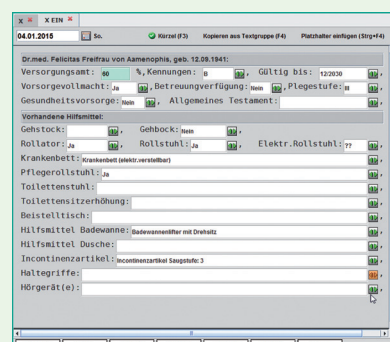 X X EIN
04.01.2015 So. Kürzel (F3) Kopieren aus Textgruppe (F4) Platzhalter einfügen (Strg+F4)
Dr.med. Felicitas Freifrau von Aamenophis, geb. 12.09.1941:
Versorgungsamt: 60 %,Kennungen: B , Gültig bis: 12/2030 ,
Vorsorgevollmacht: Ja ,Betreuungverfügung: Nein ,Plegestufe: III ,
Gesundheitsvorsorge: Nein , Allgemeines Testament: ,
Vorhandene Hilfsmittel:
Gehstock: , Gehbock: Nein ,
Rollator: Ja , Rollstuhl: Ja , Elektr.Rollstuhl: ?? ,
Krankenbett: Krankenbett (elektr.verstellbar) ,
Pflegerollstuhl: Ja ,
Toilettenstuhl: ,
Toilettensitzerhöhung: ,
Beistelltisch: ,
Hilfsmittel Badewanne: Badewannenlifter mit Drehsitz ,
Hilfsmittel Dusche: ,
Incontinenzartikel: Incontinenzartikel Saugstufe: 3 ,
Haltegriffe: ,
Hörgerät(e): ,